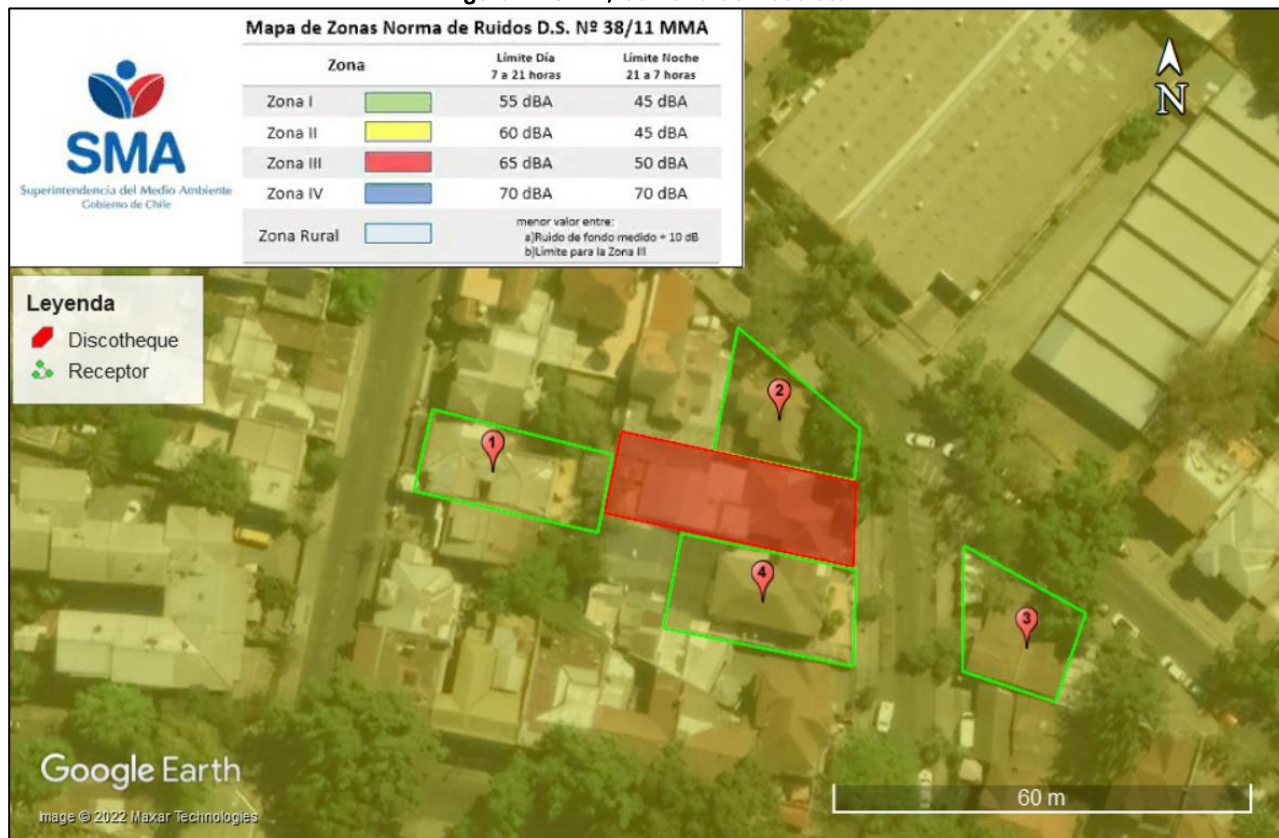 Mapa de Zonas Norma de Ruidos D.S. Nº 38/11 MMA
Zona Límite Día 7 a 21 horas Límite Noche 21 a 7 horas
Zona I 55 dBA 45 dBA
Zona II 60 dBA 45 dBA
Zona III 65 dBA 50 dBA
Zona IV 70 dBA 70 dBA
Zona Rural menor valor entre:
a)Ruido de fondo medido + 10 dB
b)Límite para la Zona III
SMA
Superintendencia del Medio Ambiente
Gobierno de Chile
N
Leyenda
Discotheque
Receptor
2
1
4
3
Google Earth
Image © 2022 Maxar Technologies
60 m